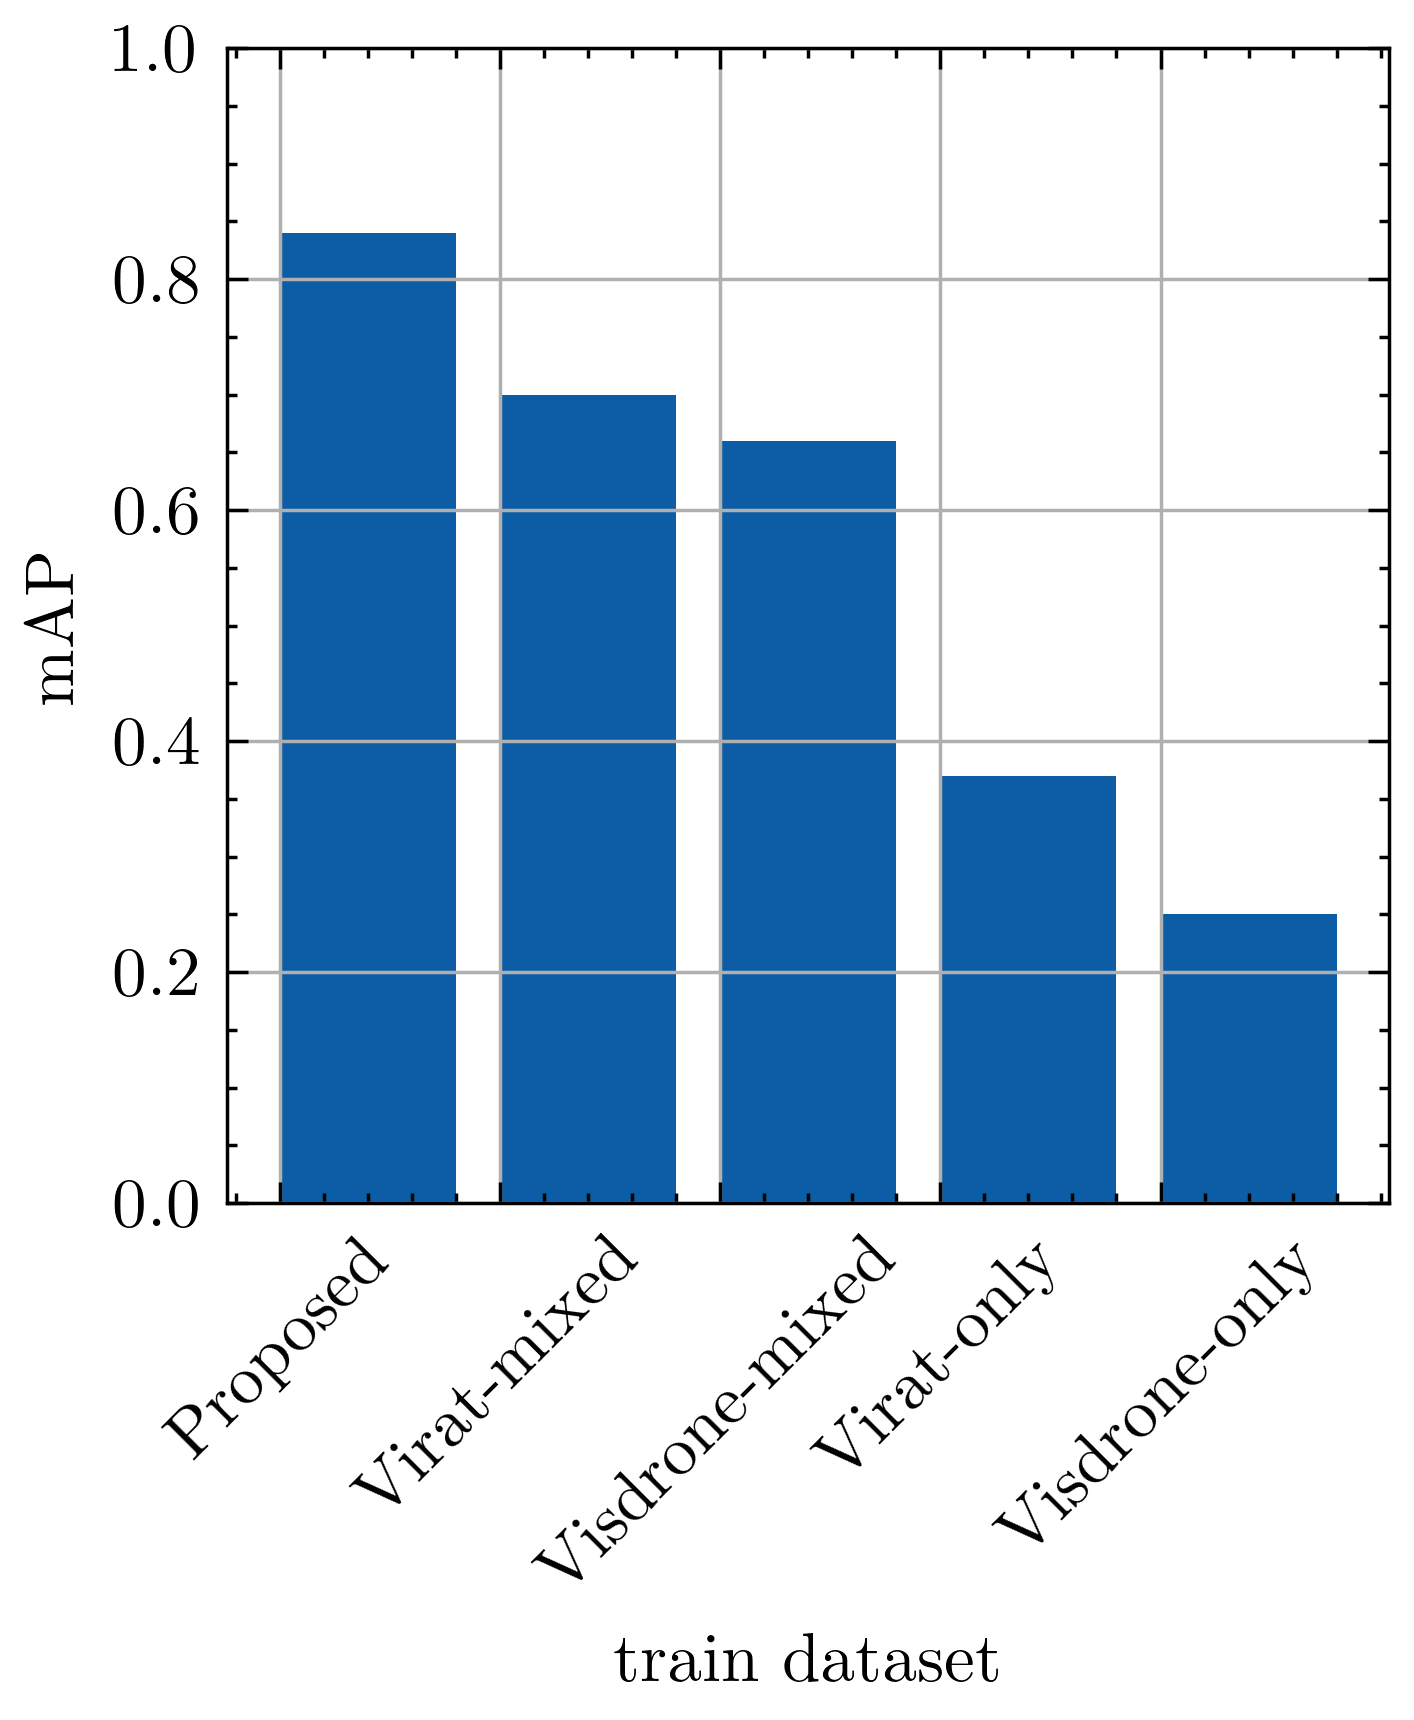 1.0
0.8
0.6
0.4
0.2
0.0
mAP
Proposed
Virat-mixed
Visdrone-mixed
Virat-only
Visdrone-only
train dataset